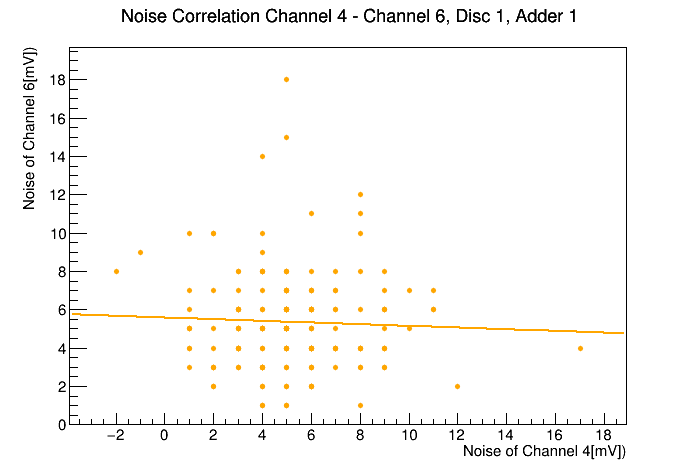 Noise Correlation Channel 4 - Channel 6, Disc 1, Adder 1
Noise of Channel 6[mV])
18
16
14
12
10
8
6
4
2
0
−2 0 2 4 6 8 10 12 14 16 18
Noise of Channel 4[mV])